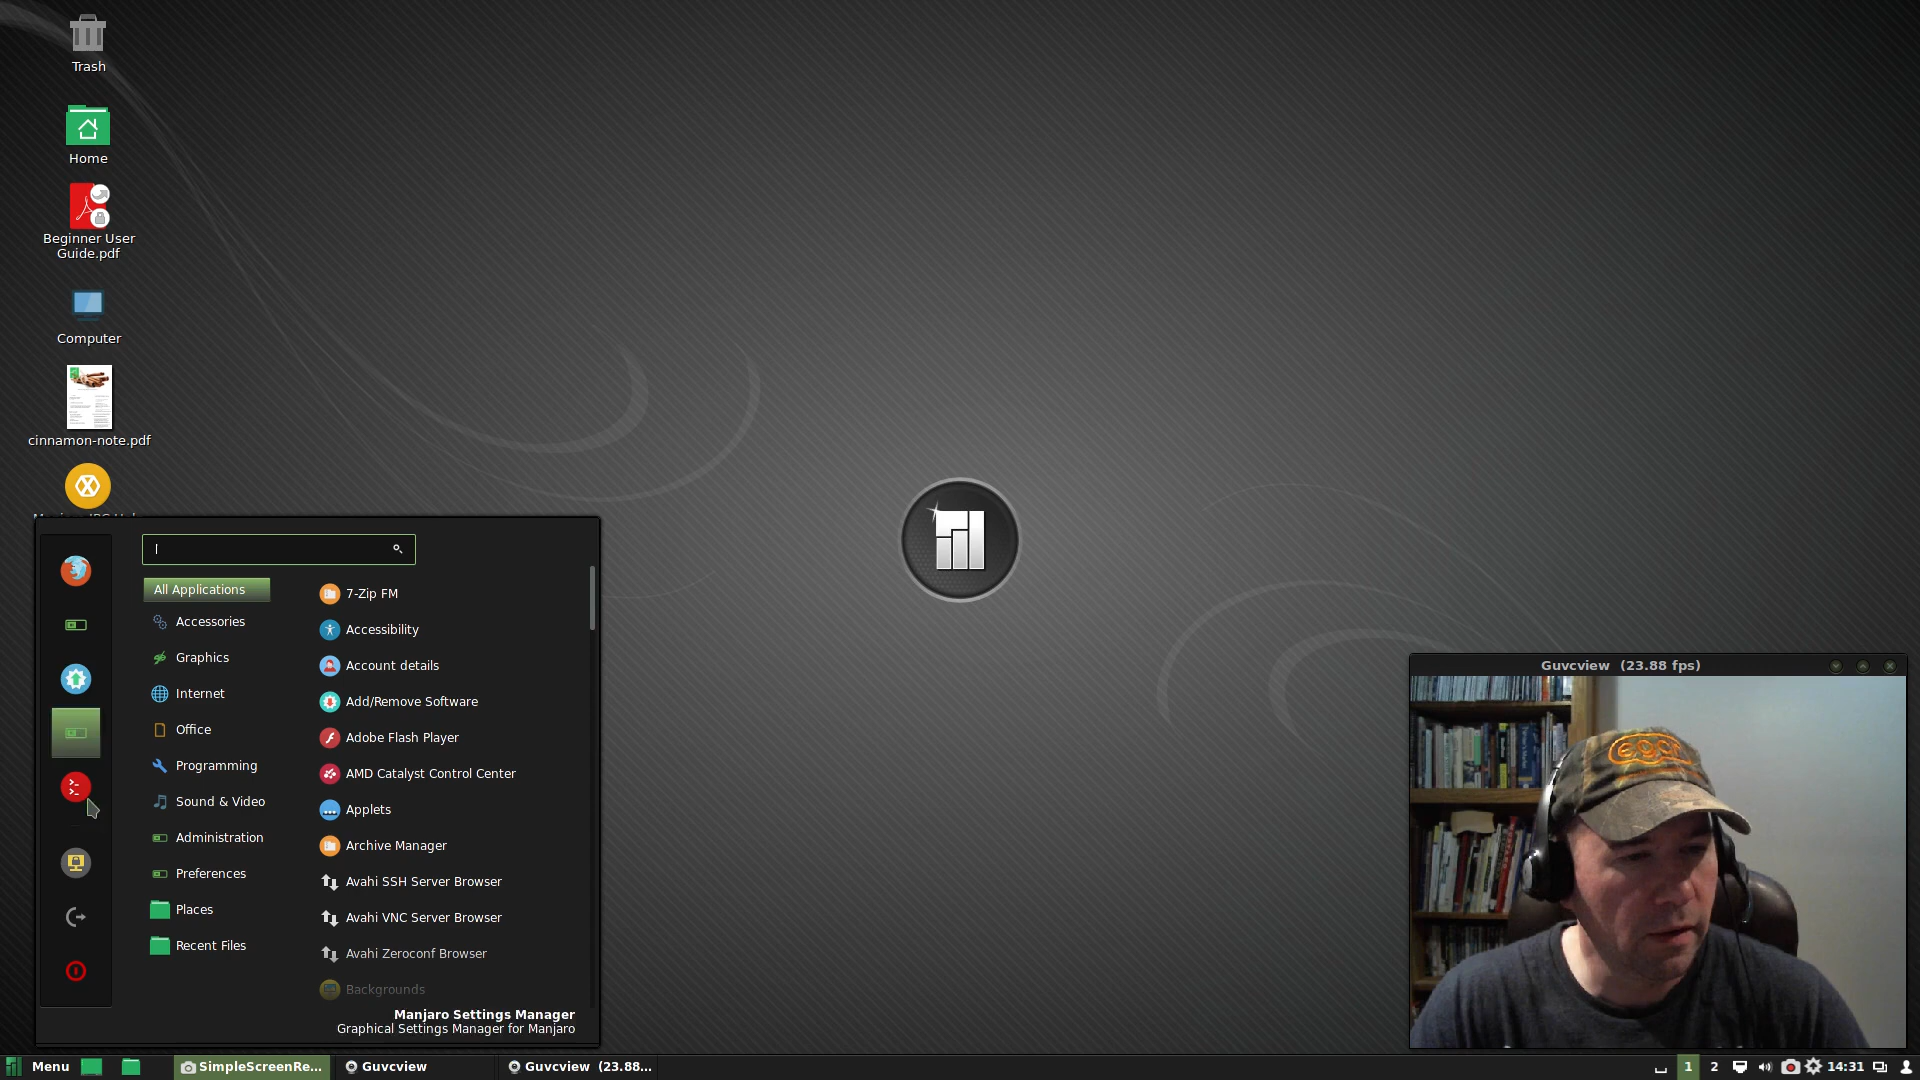 Trash
Home
Beginner User
Guide.pdf
Computer
cinnamon-note.pdf
All Applications
Accessories
Graphics
Internet
Office
Programming
Sound & Video
Administration
Preferences
Places
Recent Files
7-Zip FM
Accessibility
Account details
Add/Remove Software
Adobe Flash Player
AMD Catalyst Control Center
Applets
Archive Manager
Avahi SSH Server Browser
Avahi VNC Server Browser
Avahi Zeroconf Browser
Backgrounds
Manjaro Settings Manager
Graphical Settings Manager for Manjaro
Guvcview (23.88 fps)
Menu
SimpleScreenRe...
Guvcview
Guvcview (23.88...
1
2
14:31